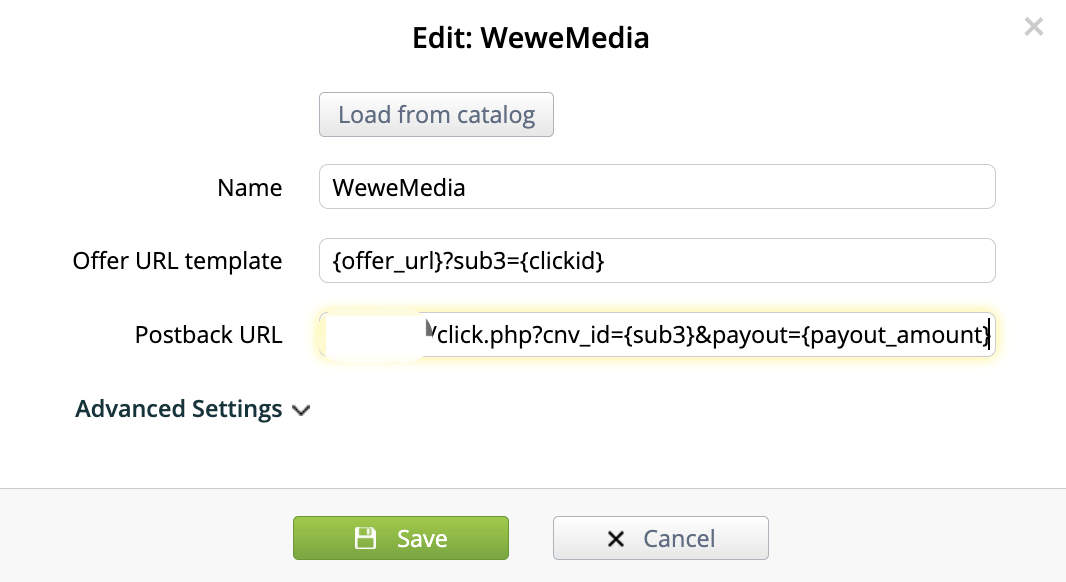 Edit: WeweMedia
Load from catalog
Name WeweMedia
Offer URL template {offer_url}?sub3={clickid}
Postback URL /click.php?cnv_id={sub3}&payout={payout_amount}
Advanced Settings
Save Cancel